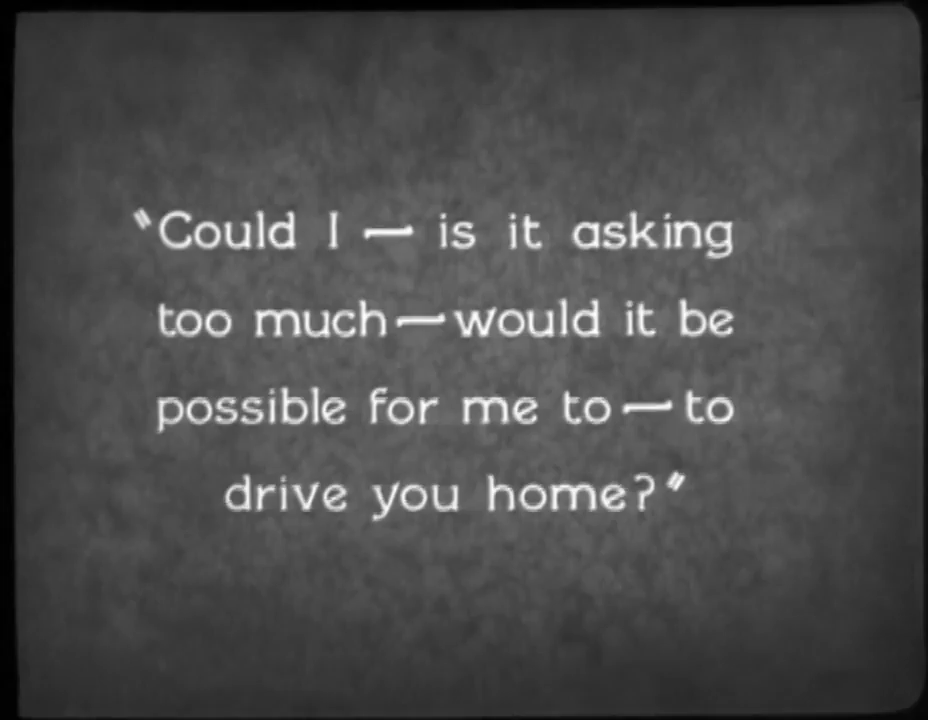 "Could I — is it asking
too much — would it be
possible for me to — to
drive you home?"